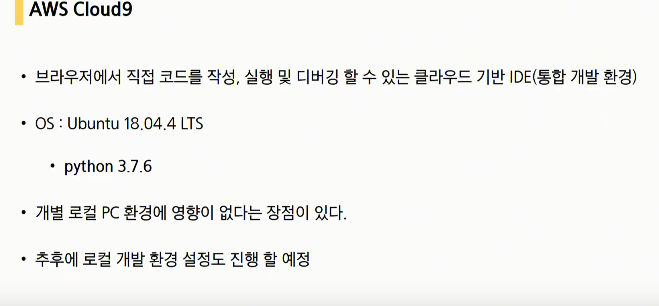 AWS Cloud9
• 브라우저에서 직접 코드를 작성, 실행 및 디버깅 할 수 있는 클라우드 기반 IDE(통합 개발 환경)
• OS : Ubuntu 18.04.4 LTS
• python 3.7.6
• 개별 로컬 PC 환경에 영향이 없다는 장점이 있다.
• 추후에 로컬 개발 환경 설정도 진행 할 예정